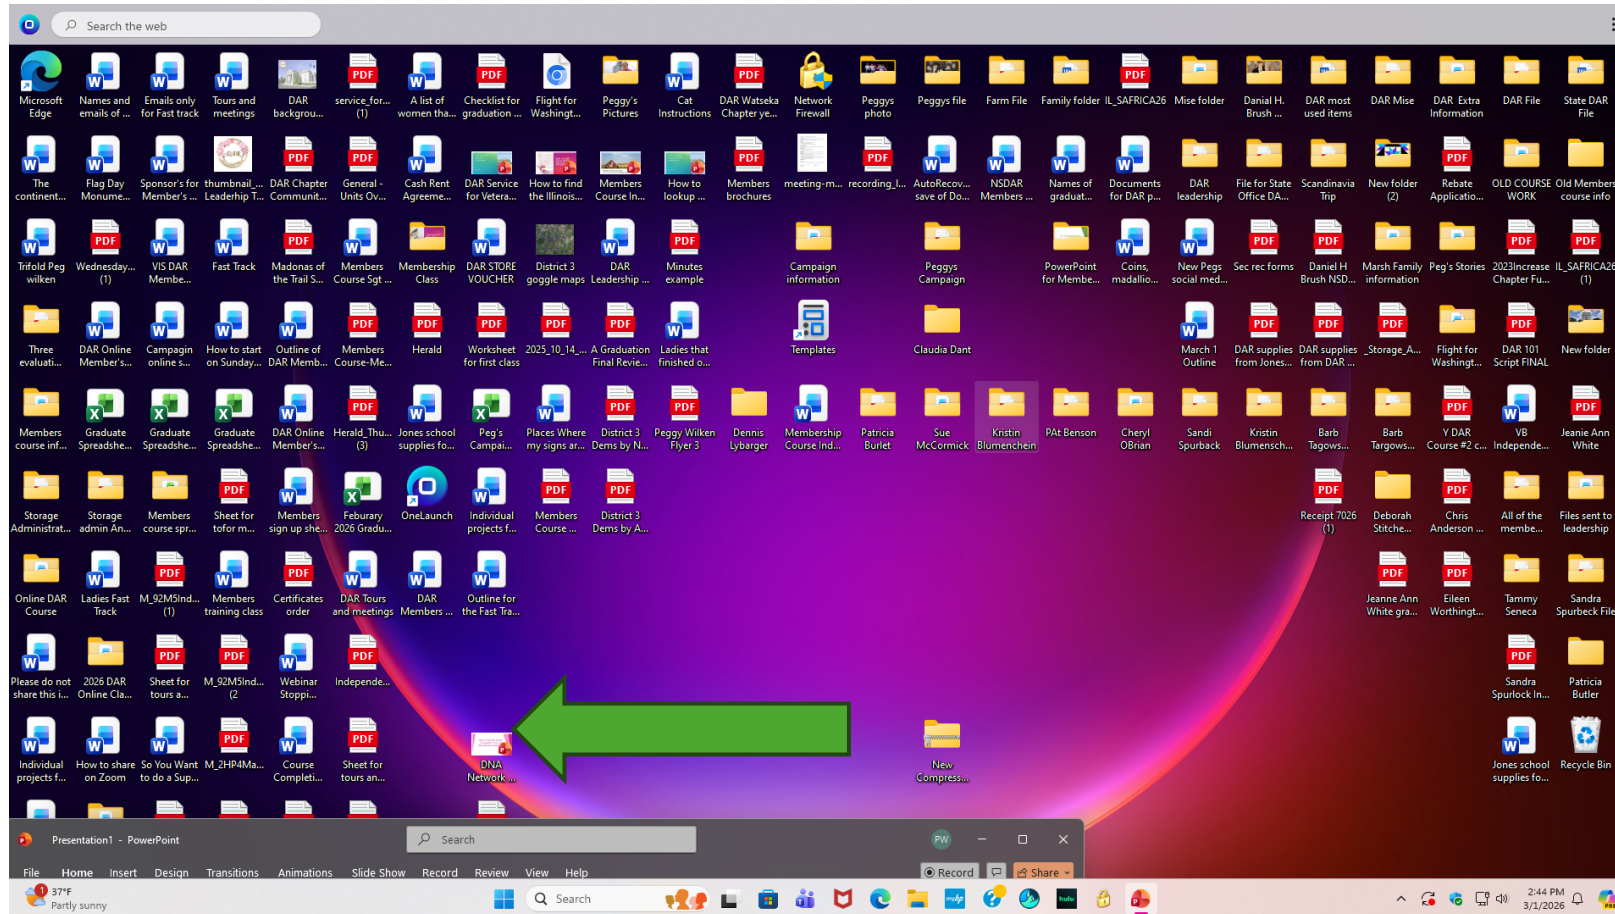 Search the web
Microsoft Edge
Names and emails of ...
Emails only for Fast track
Tours and meetings
DAR backgrou...
service_for... (1)
A list of women tha...
Checklist for graduation ...
Flight for Washingt...
Peggy's Pictures
Cat Instructions
DAR Watseka Chapter ye...
Network Firewall
Peggys photo
Peggys file
Farm File
Family folder
IL_SAFRICA26
Mise folder
Danial H. Brush ...
DAR most used items
DAR Mise
DAR Extra Information
DAR File
State DAR File
The continent...
Flag Day Monume...
Sponsor's for Member's ...
thumbnail_... Leadership T...
DAR Chapter Communit...
General - Units Ov...
Cash Rent Agreeme...
DAR Service for Vetera...
How to find the Illinois...
Members Course In...
How to lookup ...
Members brochures
meeting-m...
recording_l...
AutoRecov... save of Do...
NSDAR Members ...
Names of graduat...
Documents for DAR p...
DAR leadership
File for State Office DA...
Scandinavia Trip
New folder (2)
Rebate Applicatio...
OLD COURSE WORK
Old Members course info
Trifold Peg wilken
Wednesday... (1)
VIS DAR Membe...
Fast Track
Madonas of the Trail S...
Members Course Sgt ...
Membership Class
DAR STORE VOUCHER
District 3 goggle maps
DAR Leadership ...
Minutes example
Campaign information
Peggys Campaign
PowerPoint for Membe...
Coins, madallio...
New Pegs social med...
Sec rec forms
Daniel H Brush NSD...
Marsh Family information
Peg's Stories
2023Increase Chapter Fu...
IL_SAFRICA26 (1)
Three evaluati...
DAR Online Member's...
Campagin online s...
How to start on Sunday...
Outline of DAR Memb...
Members Course-Me...
Herald
Worksheet for first class
2025_10_14_...
A Graduation Final Revie...
Ladies that finished o...
Templates
Claudia Dant
March 1 Outline
DAR supplies from Jones...
DAR supplies from DAR ...
_Storage_A...
Flight for Washingt...
DAR 101 Script FINAL
New folder
Members course inf...
Graduate Spreadshe...
Graduate Spreadshe...
Graduate Spreadshe...
DAR Online Member's...
Herald_Thu... (3)
Jones school supplies fo...
Peg's Campai...
Places Where my signs ar...
District 3 Dems by N...
Peggy Wilken Flyer 3
Dennis Lybarger
Membership Course Ind...
Patricia Burlet
Sue McCormick
Kristin Blumenchein
PAt Benson
Cheryl OBrian
Sandi Spurback
Kristin Blumensch...
Barb Tagows...
Barb Targows...
Y DAR Course #2 c...
VB Independe...
Jeanie Ann White
Storage Administrat...
Storage admin An...
Members course spr...
Sheet for tofor m...
Members sign up she...
Feburary 2026 Gradu...
OneLaunch
Individual projects f...
Members Course ...
District 3 Dems by A...
Receipt 7026 (1)
Deborah Stitche...
Chris Anderson ...
All of the membe...
Files sent to leadership
Online DAR Course
Ladies Fast Track
M_92M5Ind... (1)
Members training class
Certificates order
DAR Tours and meetings
DAR Members ...
Outline for the Fast Tra...
Jeanne Ann White gra...
Eileen Worthingt...
Tammy Seneca
Sandra Spurbeck File
Please do not share this i...
2026 DAR Online Cla...
Sheet for tours a...
M_92M5Ind... (2
Webinar Stoppi...
Independe...
Sandra Spurlock In...
Patricia Butler
Individual projects f...
How to share on Zoom
So You Want to do a Sup...
M_2HP4Ma...
Course Completi...
Sheet for tours an...
DNA Network ...
New Compress...
Jones school supplies fo...
Recycle Bin
Presentation1 - PowerPoint
Search
PW
File Home Insert Design Transitions Animations Slide Show Record Review View Help
Record
Share
1
37°F
Partly sunny
Search
hulu
2:44 PM
3/1/2026